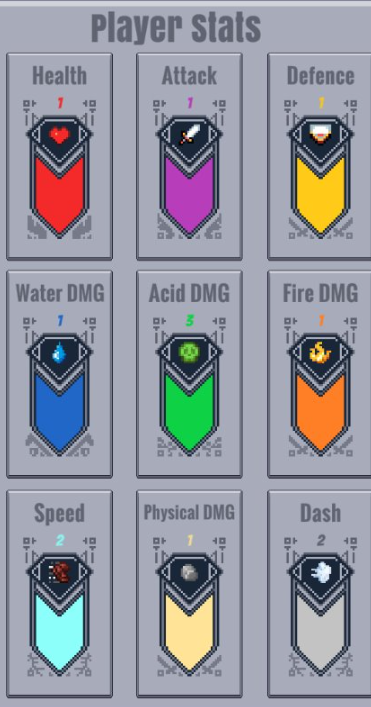 Player Stats
Health Attack Defence
1 1 1
Water DMG Acid DMG Fire DMG
1 3 1
Speed Physical DMG Dash
2 1 2